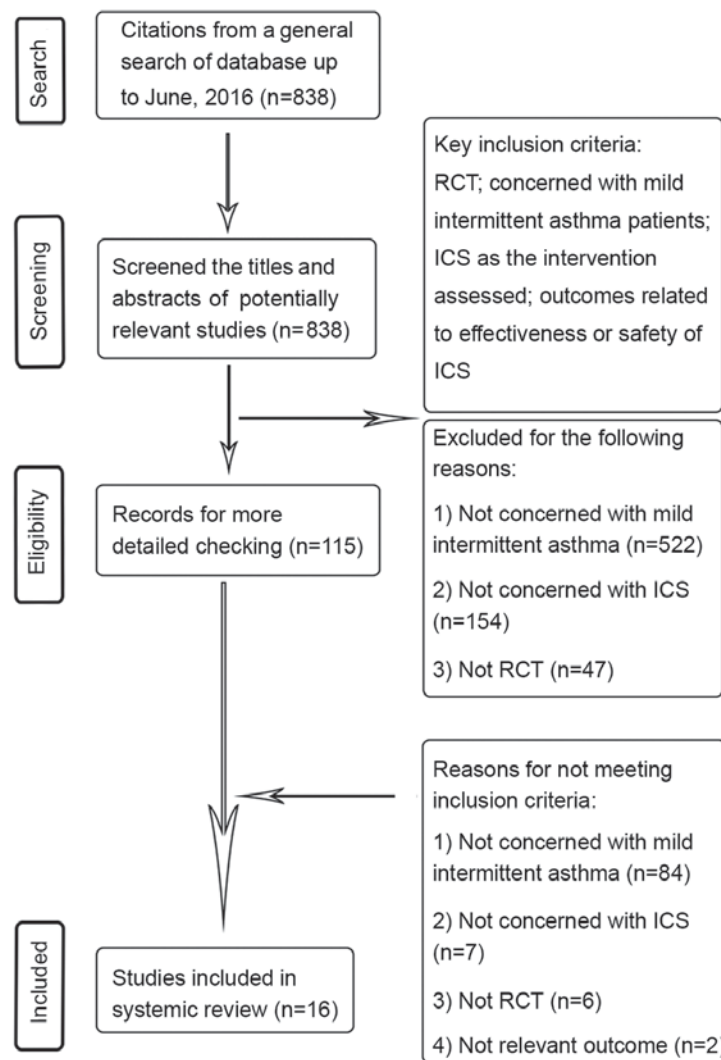 Search
Citations from a general
search of database up
to June, 2016 (n=838)
Screening
Screened the titles and
abstracts of potentially
relevant studies (n=838)
Key inclusion criteria:
RCT; concerned with mild
intermittent asthma patients;
ICS as the intervention
assessed; outcomes related
to effectiveness or safety of
ICS
Eligibility
Records for more
detailed checking (n=115)
Excluded for the following
reasons:
1) Not concerned with mild
intermittent asthma (n=522)
2) Not concerned with ICS
(n=154)
3) Not RCT (n=47)
Reasons for not meeting
inclusion criteria:
1) Not concerned with mild
intermittent asthma (n=84)
2) Not concerned with ICS
(n=7)
3) Not RCT (n=6)
4) Not relevant outcome (n=2)
Included
Studies included in
systemic review (n=16)